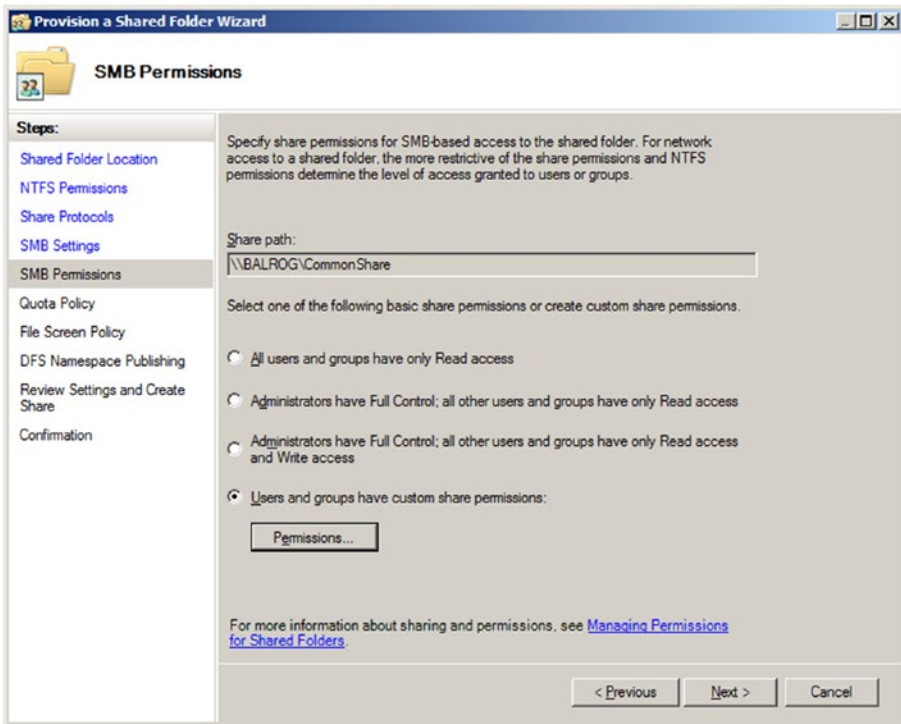 Provision a Shared Folder Wizard
SMB Permissions
Steps:
Shared Folder Location
NTFS Permissions
Share Protocols
SMB Settings
SMB Permissions
Quota Policy
File Screen Policy
DFS Namespace Publishing
Review Settings and Create
Share
Confirmation
Specify share permissions for SMB-based access to the shared folder. For network
access to a shared folder, the more restrictive of the share permissions and NTFS
permissions determine the level of access granted to users or groups.
Share path:
\\BALROG\CommonShare
Select one of the following basic share permissions or create custom share permissions.
All users and groups have only Read access
Administrators have Full Control; all other users and groups have only Read access
Administrators have Full Control; all other users and groups have only Read access
and Write access
Users and groups have custom share permissions:
Permissions...
For more information about sharing and permissions, see Managing Permissions
for Shared Folders.
< Previous
Next >
Cancel